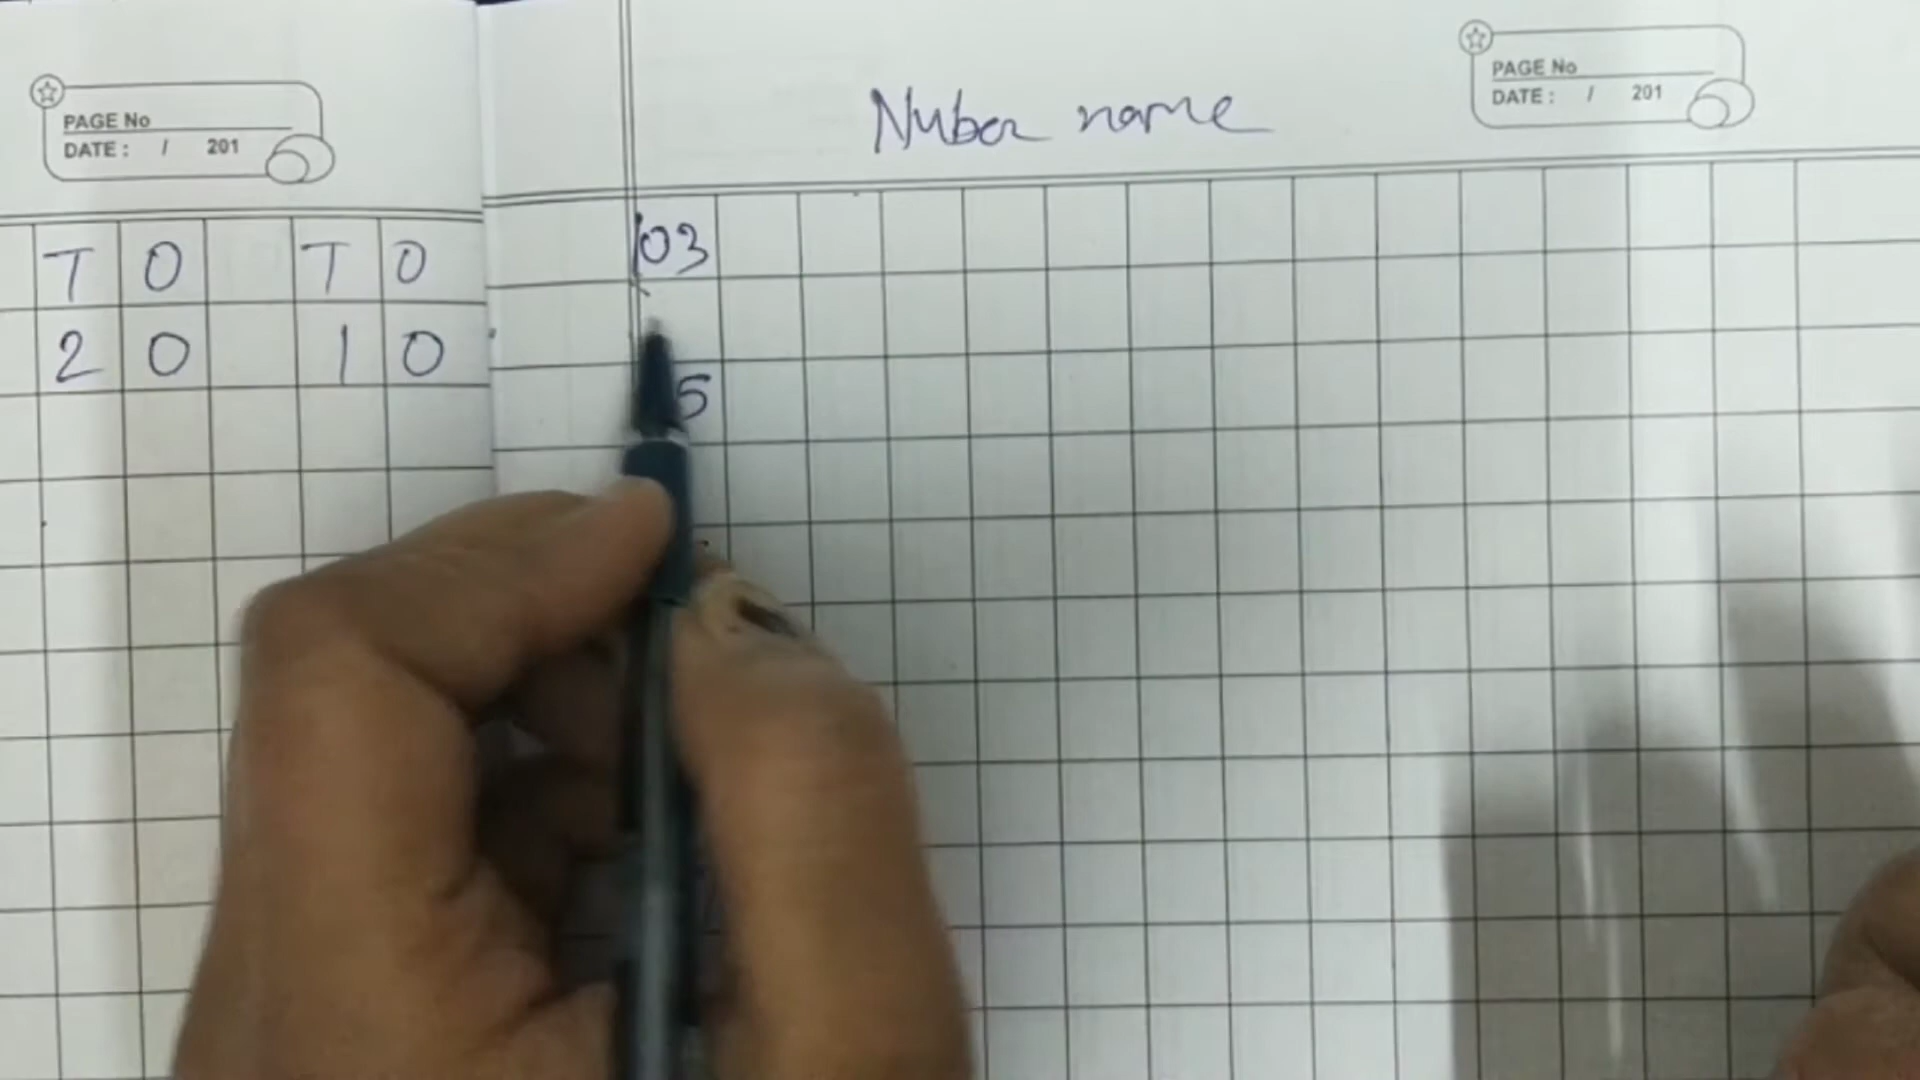 PAGE No
DATE: / 201
T O T O
2 0 1 0
PAGE No
DATE: / 201
Nuber name
03
5